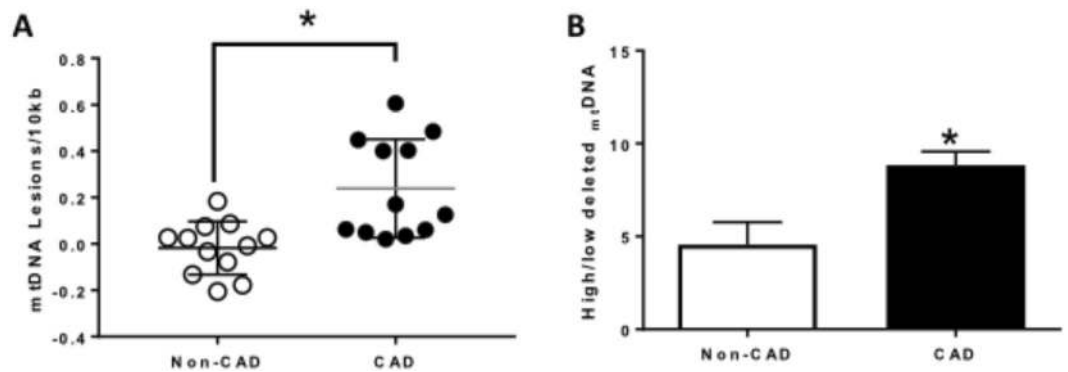 A
*
mtDNA Lesions/10kb
0.8
0.6
0.4
0.2
0.0
-0.2
-0.4
Non-CAD
CAD
B
*
High/low deleted mtDNA
15
10
5
0
Non-CAD
CAD